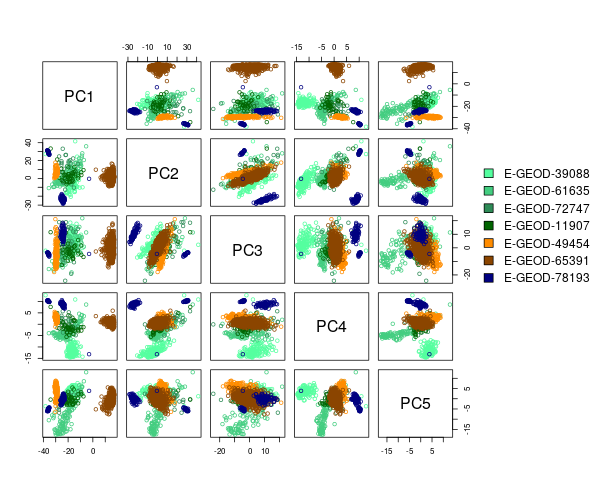 -30 -10 0 10 30
-15 -5 0 5
PC1
-40 -20 0
-30 0 20 40
PC2
PC3
-20 0 10
-15 -5 5
PC4
PC5
-15 -5 5
-40 -20 0
-20 0 10
-15 -5 0 5
E-GEOD-39088
E-GEOD-61635
E-GEOD-72747
E-GEOD-11907
E-GEOD-49454
E-GEOD-65391
E-GEOD-78193